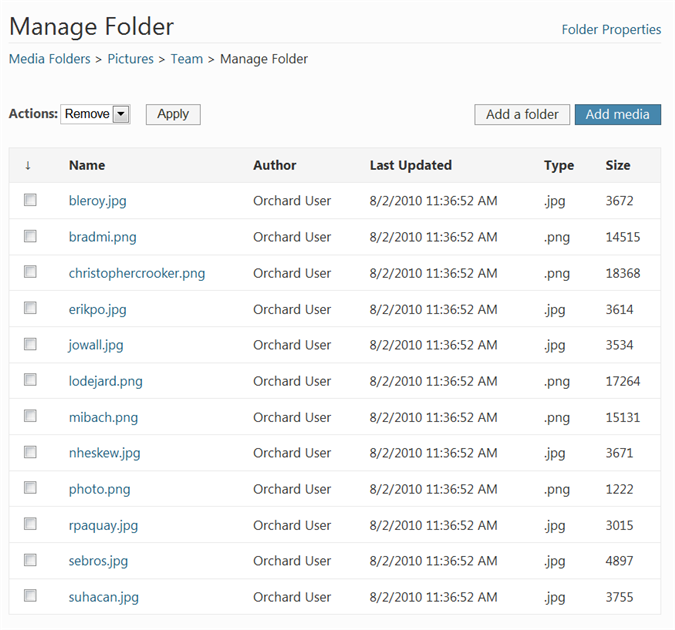 Manage Folder
Folder Properties
Media Folders > Pictures > Team > Manage Folder
Actions: Remove Apply Add a folder Add media
↓ Name Author Last Updated Type Size
bleroy.jpg Orchard User 8/2/2010 11:36:52 AM .jpg 3672
bradmi.png Orchard User 8/2/2010 11:36:52 AM .png 14515
christophercrooker.png Orchard User 8/2/2010 11:36:52 AM .png 18368
erikpo.jpg Orchard User 8/2/2010 11:36:52 AM .jpg 3614
jowall.jpg Orchard User 8/2/2010 11:36:52 AM .jpg 3534
lodejard.png Orchard User 8/2/2010 11:36:52 AM .png 17264
mibach.png Orchard User 8/2/2010 11:36:52 AM .png 15131
nheskew.jpg Orchard User 8/2/2010 11:36:52 AM .jpg 3671
photo.png Orchard User 8/2/2010 11:36:52 AM .png 1222
rpaquay.jpg Orchard User 8/2/2010 11:36:52 AM .jpg 3015
sebros.jpg Orchard User 8/2/2010 11:36:52 AM .jpg 4897
suhacan.jpg Orchard User 8/2/2010 11:36:52 AM .jpg 3755